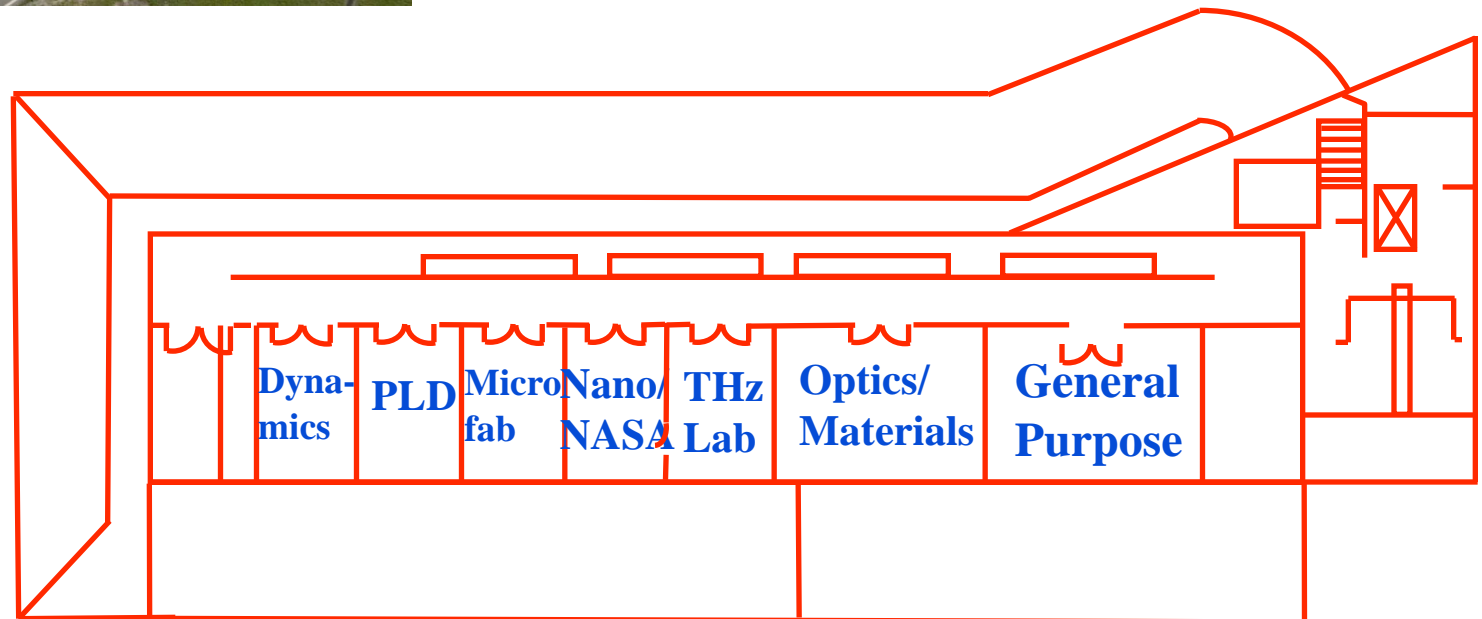 Dyna-
mics
PLD
Micro
fab
Nano/
NASA
THz
Lab
Optics/
Materials
General
Purpose